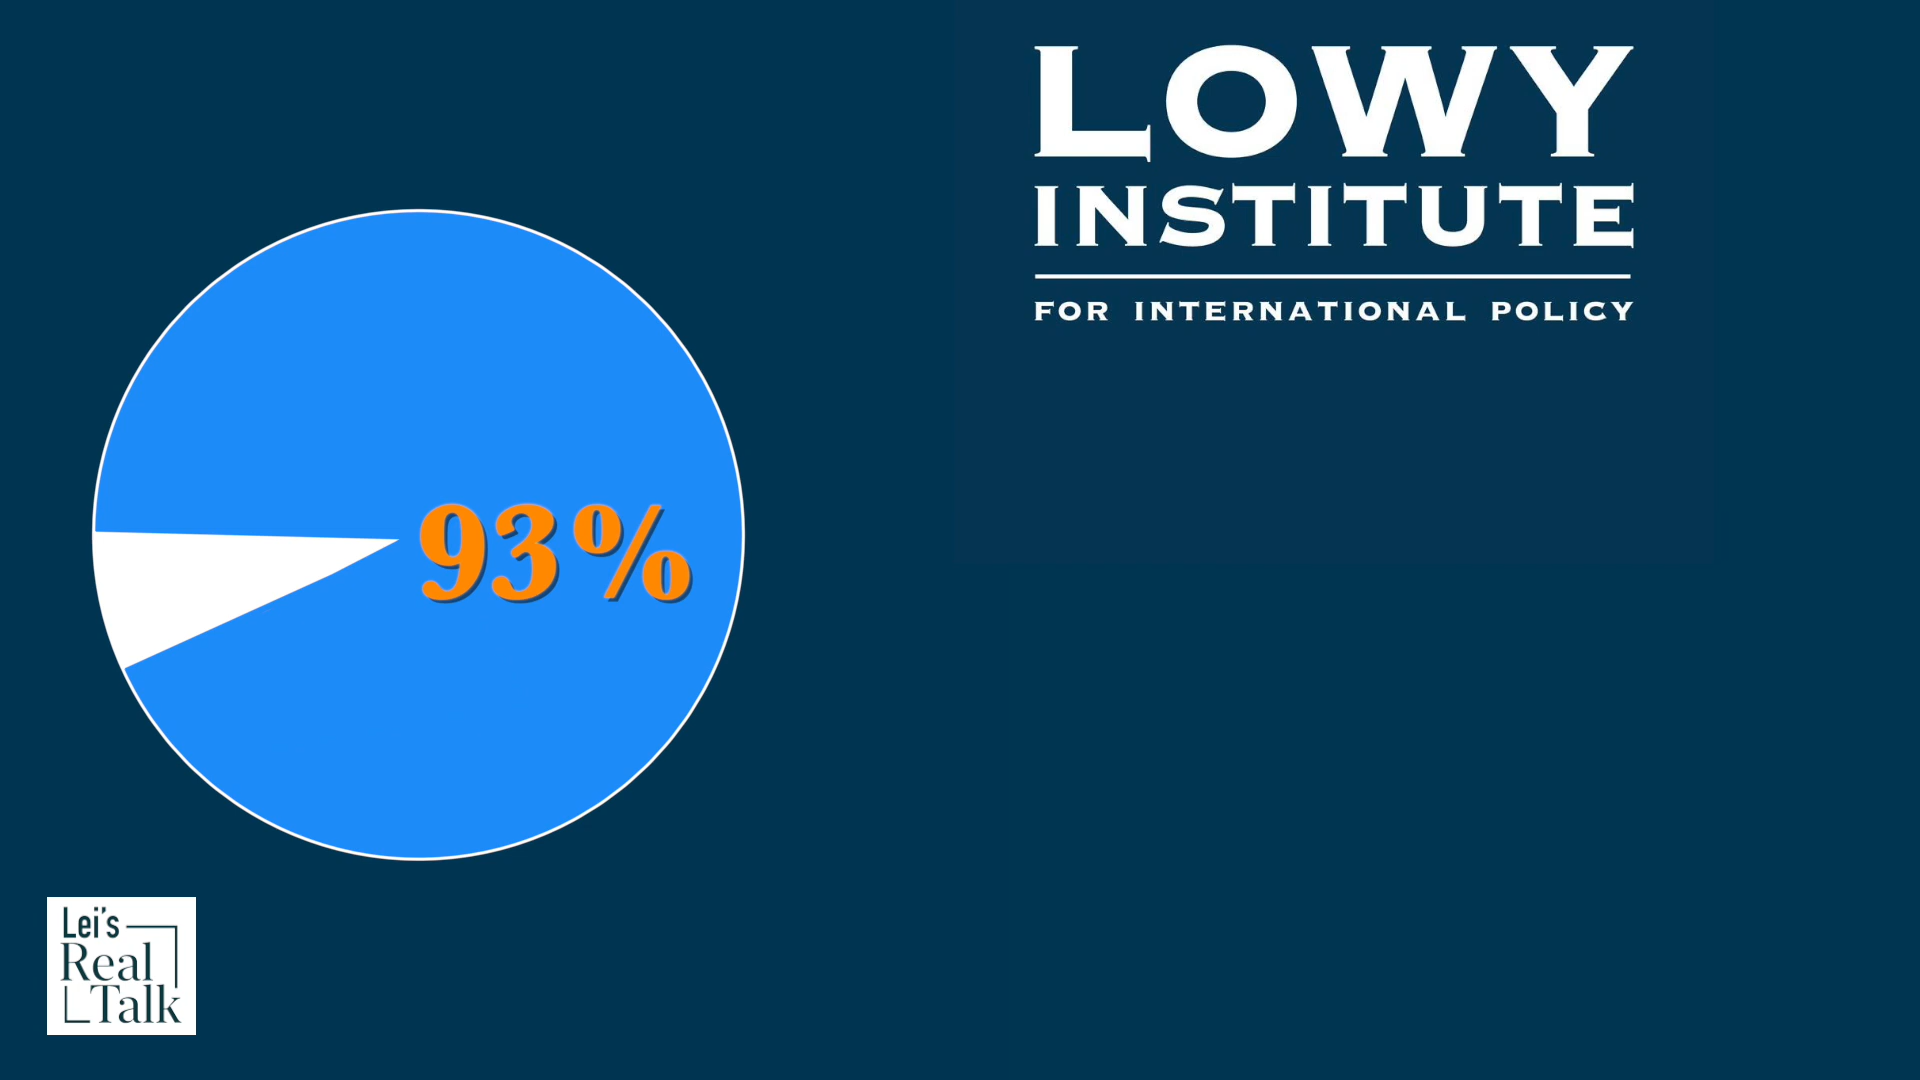 LOWY
INSTITUTE
FOR INTERNATIONAL POLICY
93%
Lei's
Real
Talk